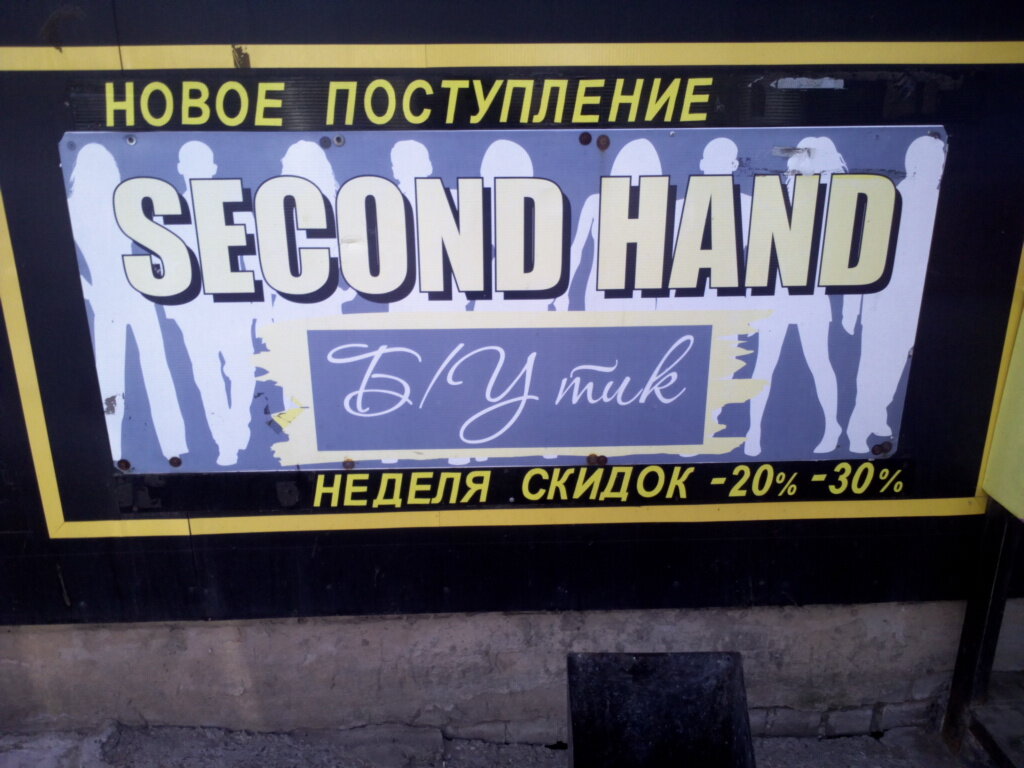 НОВОЕ ПОСТУПЛЕНИЕ
SECOND HAND
Б/Утик
НЕДЕЛЯ СКИДОК -20% -30%